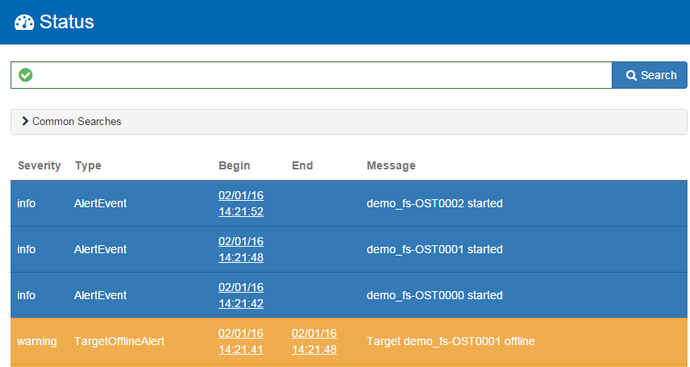 Status
Search
Common Searches
Severity Type Begin End Message
info AlertEvent 02/01/16 14:21:52 demo_fs-OST0002 started
info AlertEvent 02/01/16 14:21:48 demo_fs-OST0001 started
info AlertEvent 02/01/16 14:21:42 demo_fs-OST0000 started
warning TargetOfflineAlert 02/01/16 14:21:41 02/01/16 14:21:48 Target demo_fs-OST0001 offline